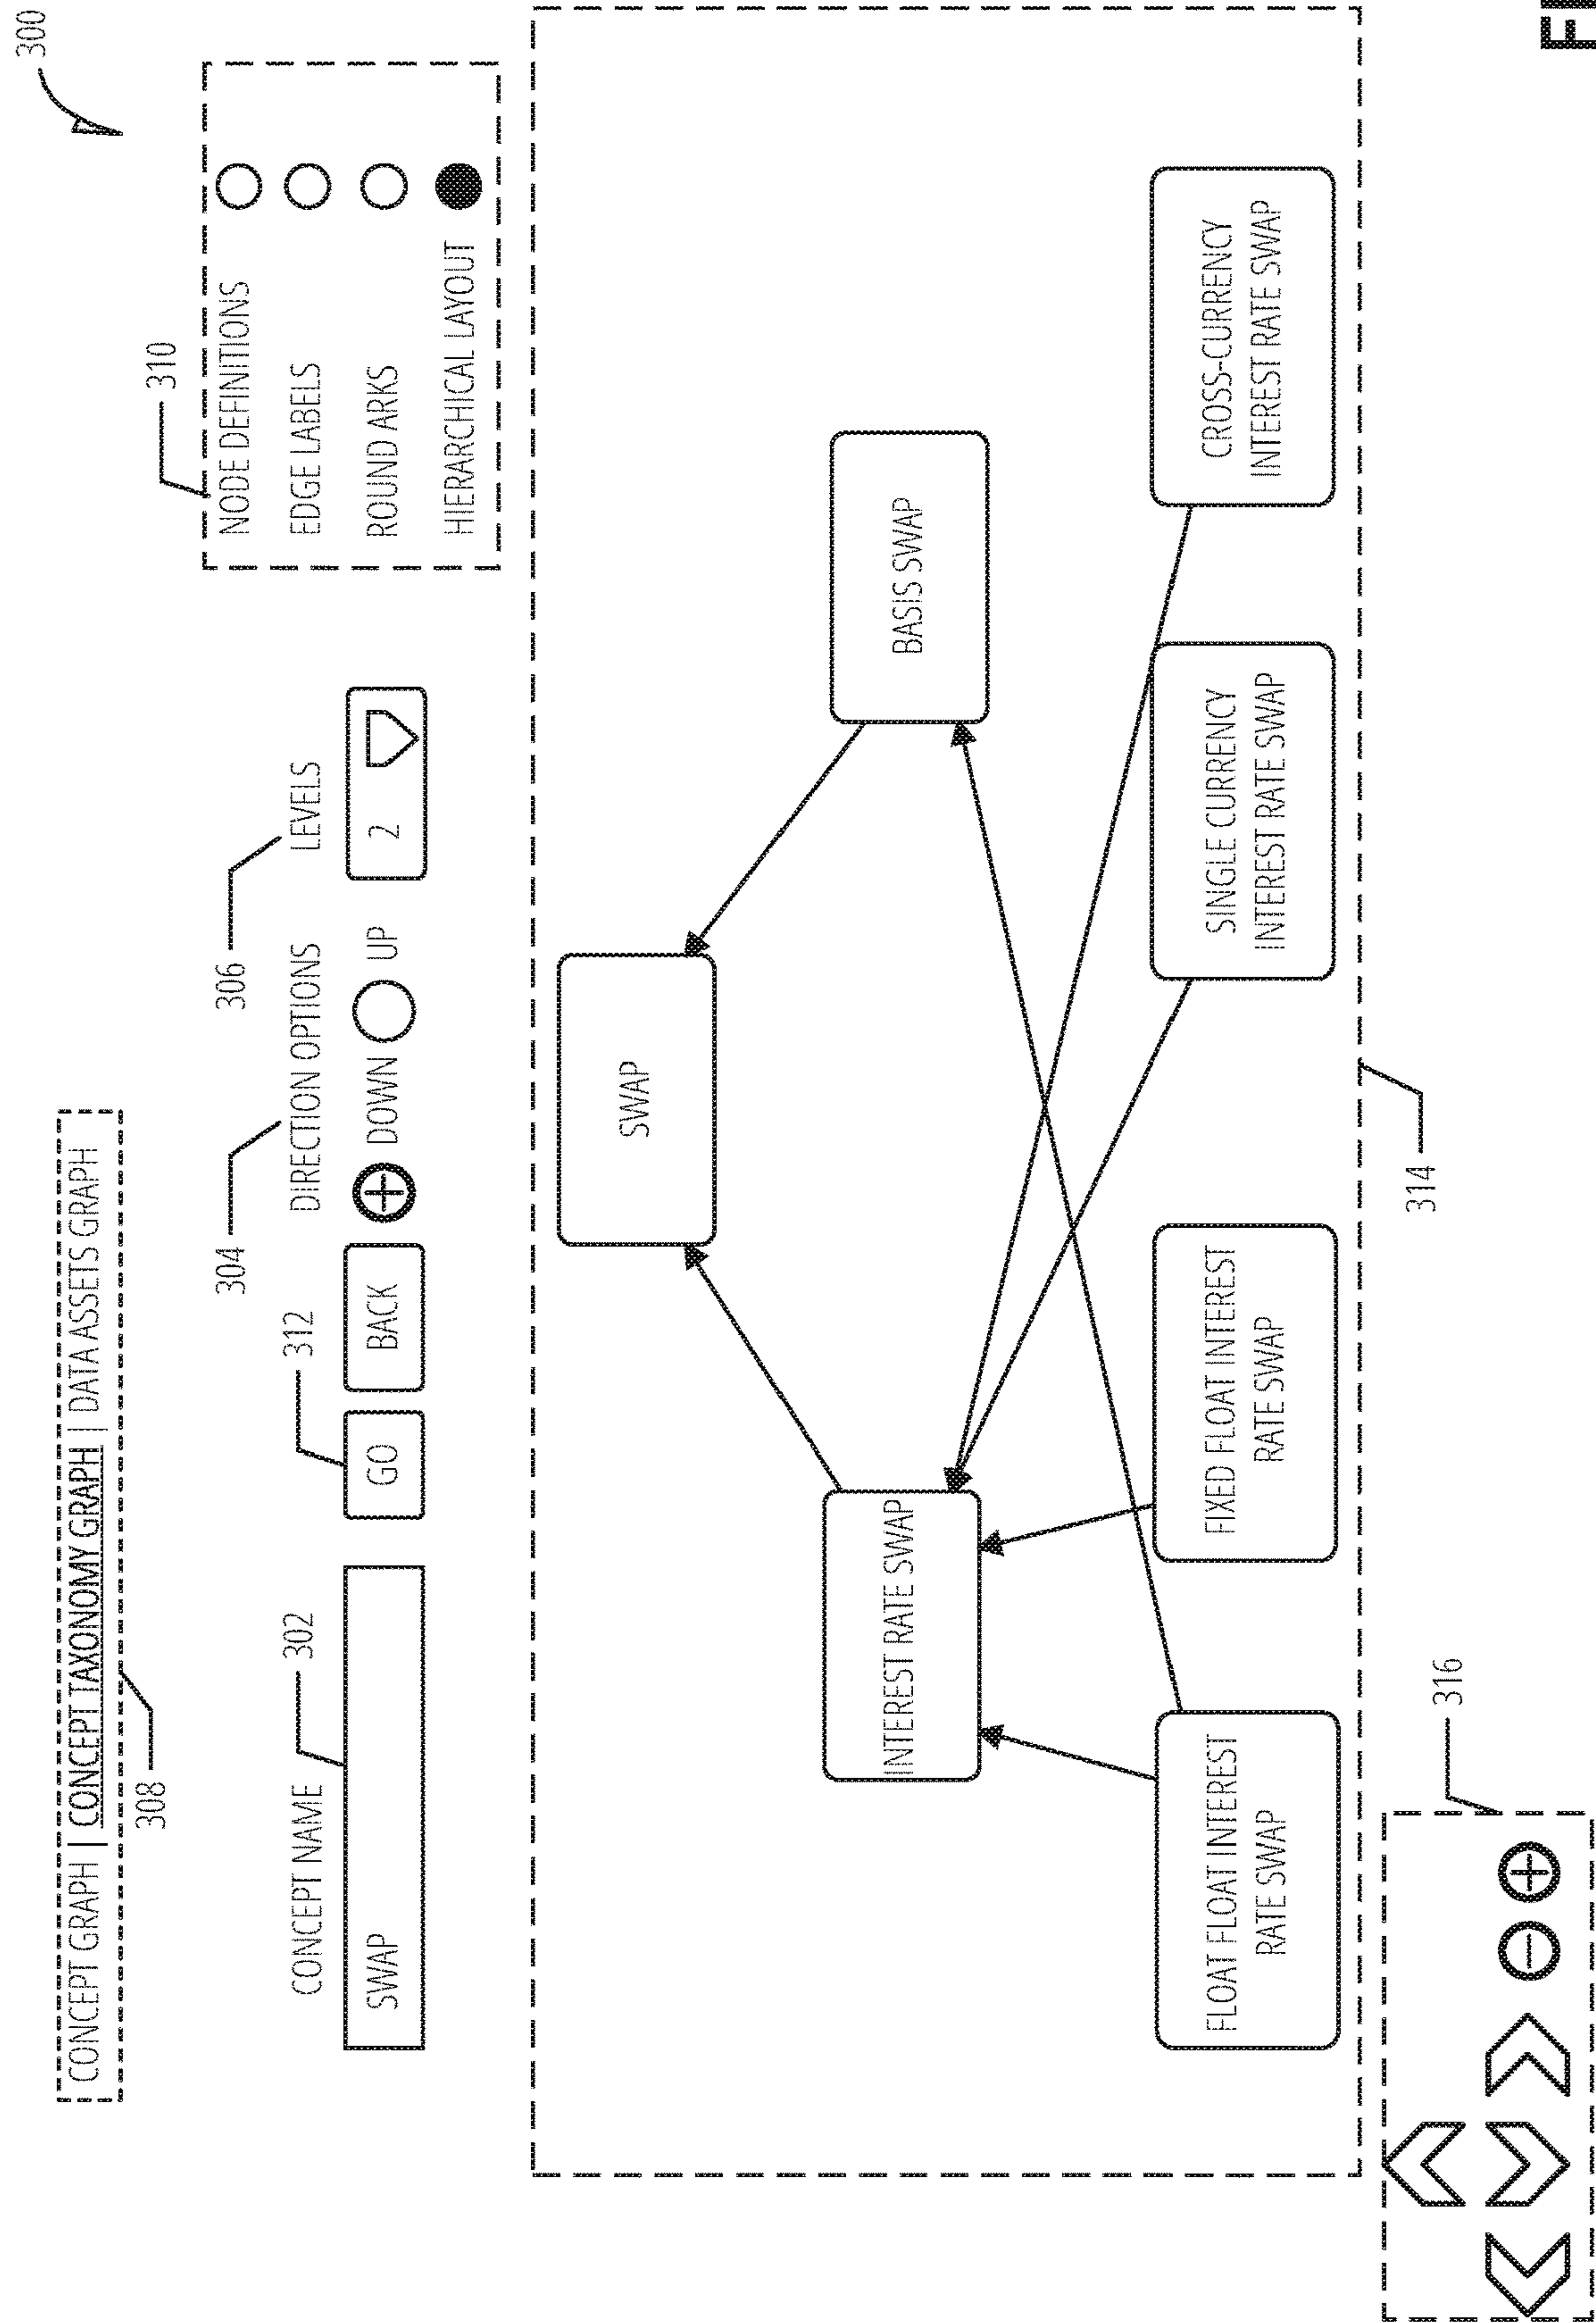 300
CONCEPT GRAPH | CONCEPT TAXONOMY GRAPH | DATA ASSETS GRAPH
308
310
NODE DEFINITIONS
EDGE LABELS
ROUND ARKS
HIERARCHICAL LAYOUT
302
312
304
306
CONCEPT NAME
DIRECTION OPTIONS
LEVELS
SWAP
GO
BACK
DOWN
UP
2
SWAP
INTEREST RATE SWAP
BASIS SWAP
FLOAT FLOAT INTEREST
RATE SWAP
FIXED FLOAT INTEREST
RATE SWAP
SINGLE CURRENCY
INTEREST RATE SWAP
CROSS-CURRENCY
INTEREST RATE SWAP
314
316